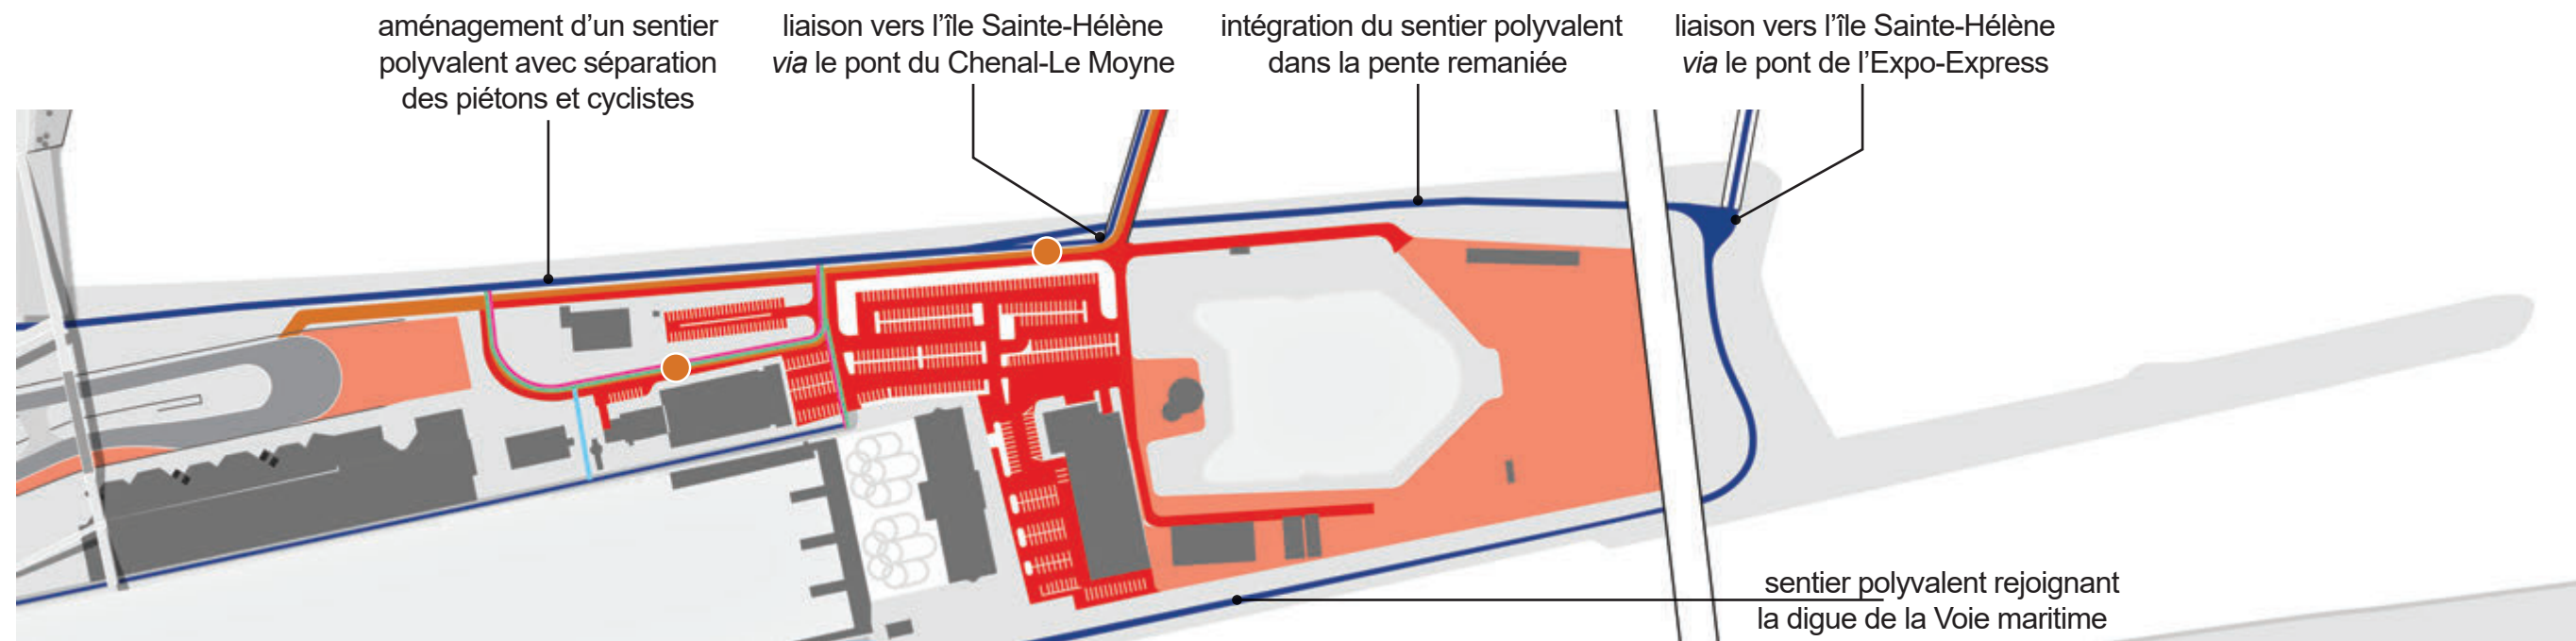 aménagement d’un sentier
polyvalent avec séparation
des piétons et cyclistes
liaison vers l’île Sainte-Hélène
via le pont du Chenal-Le Moyne
intégration du sentier polyvalent
dans la pente remaniée
liaison vers l’île Sainte-Hélène
via le pont de l’Expo-Express
sentier polyvalent rejoignant
la digue de la Voie maritime